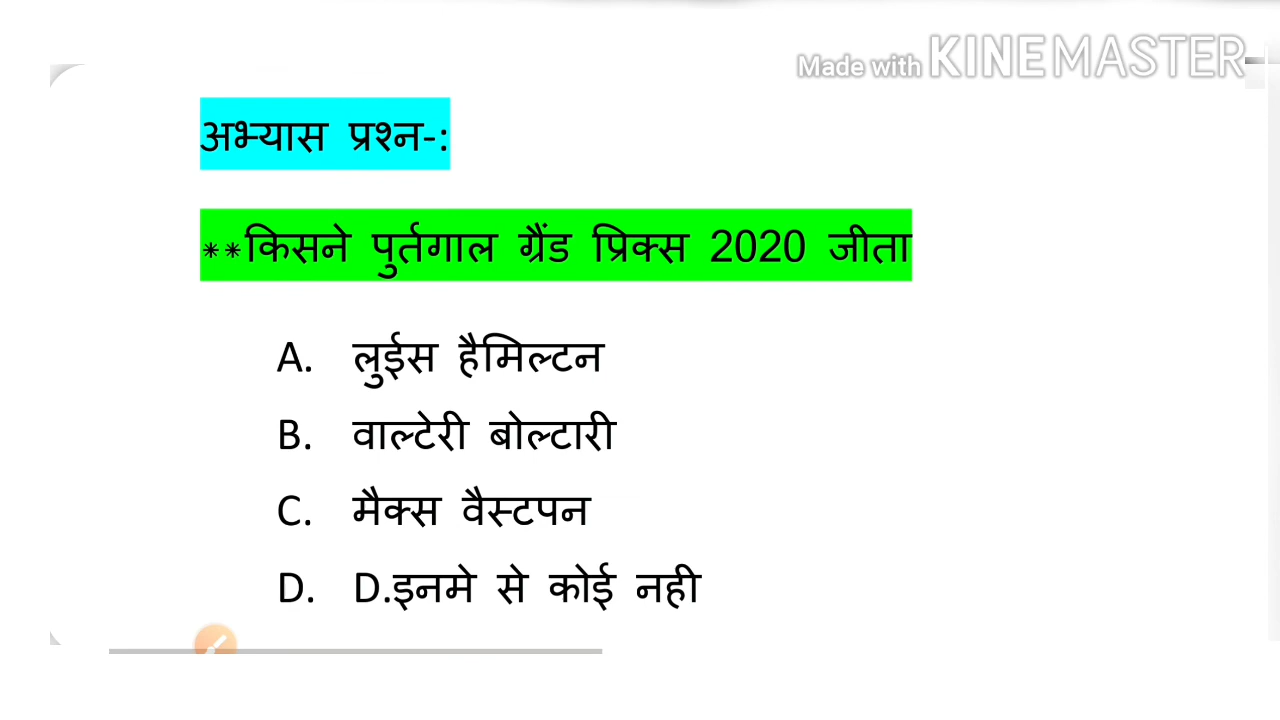 Made with KINEMASTER
अभ्यास प्रश्न-:
**किसने पुर्तगाल ग्रैंड प्रिक्स 2020 जीता
A. लुईस हैमिल्टन
B. वाल्टेरी बोल्टारी
C. मैक्स वैस्टपन
D. D.इनमे से कोई नही